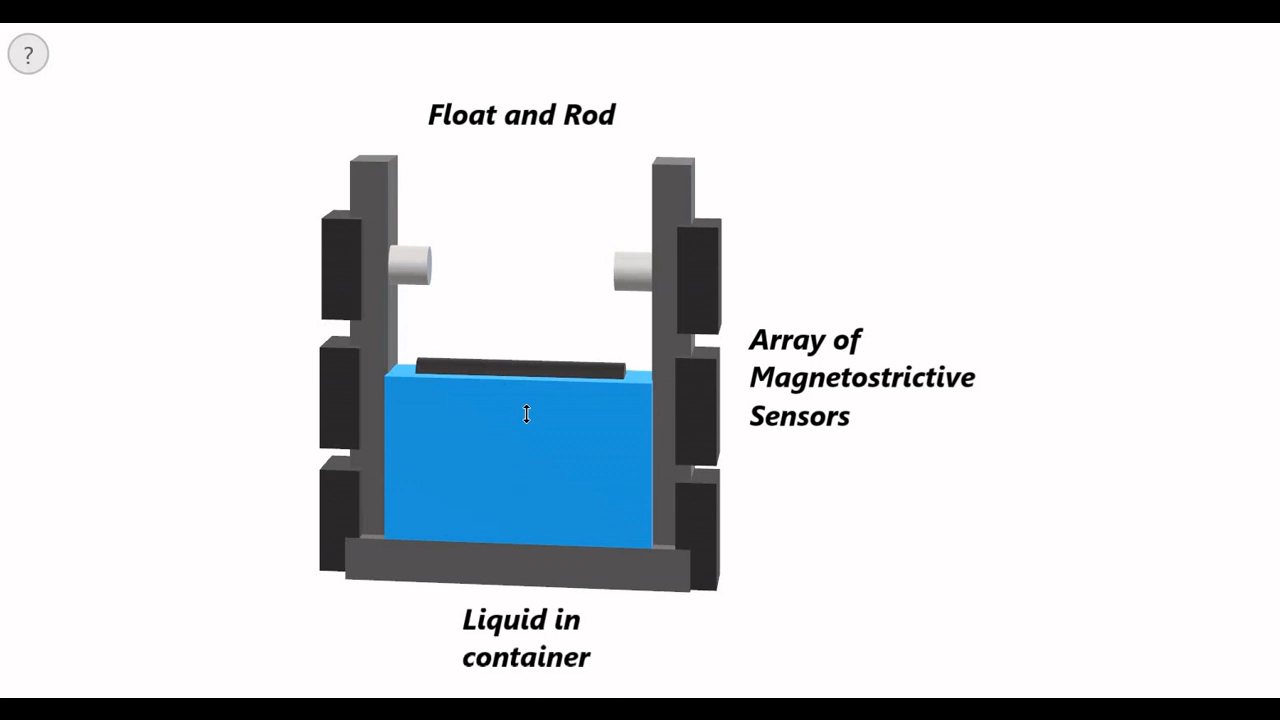 ?
Float and Rod
Array of
Magnetostrictive
Sensors
Liquid in
container